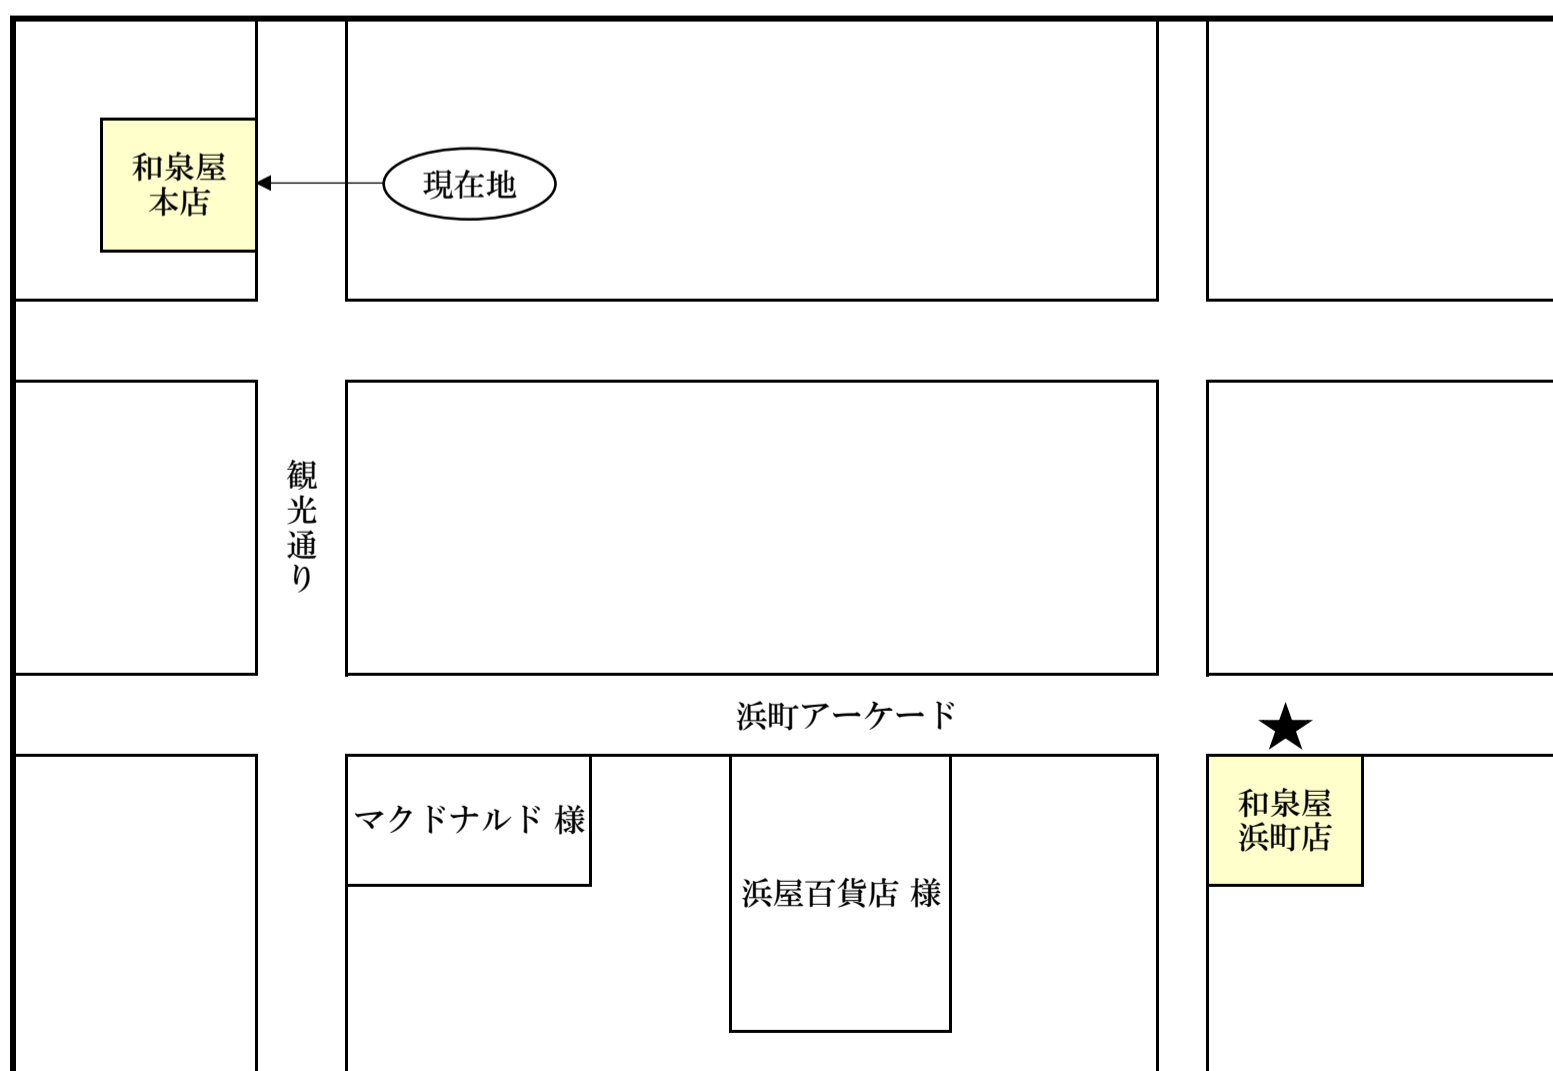 和泉屋
本店
現在地
観光通り
浜町アーケード
★
マクドナルド 様
浜屋百貨店 様
和泉屋
浜町店